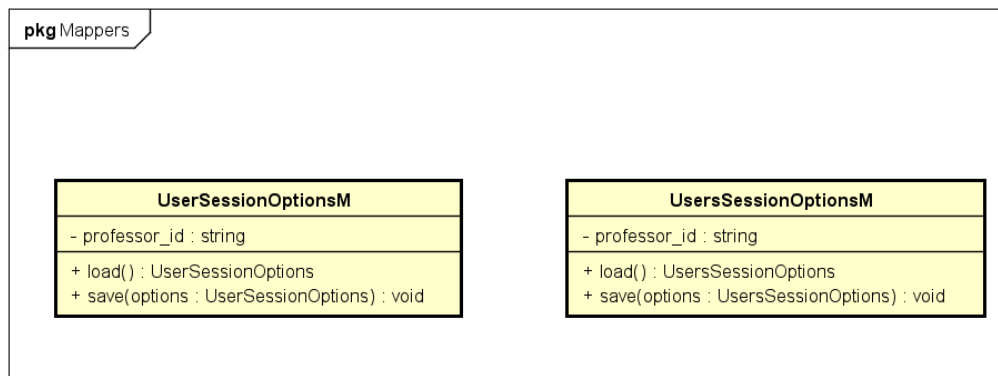 pkg Mappers
UserSessionOptionsM
- professor_id : string
+ load() : UserSessionOptions
+ save(options : UserSessionOptions) : void
UsersSessionOptionsM
- professor_id : string
+ load() : UsersSessionOptions
+ save(options : UsersSessionOptions) : void